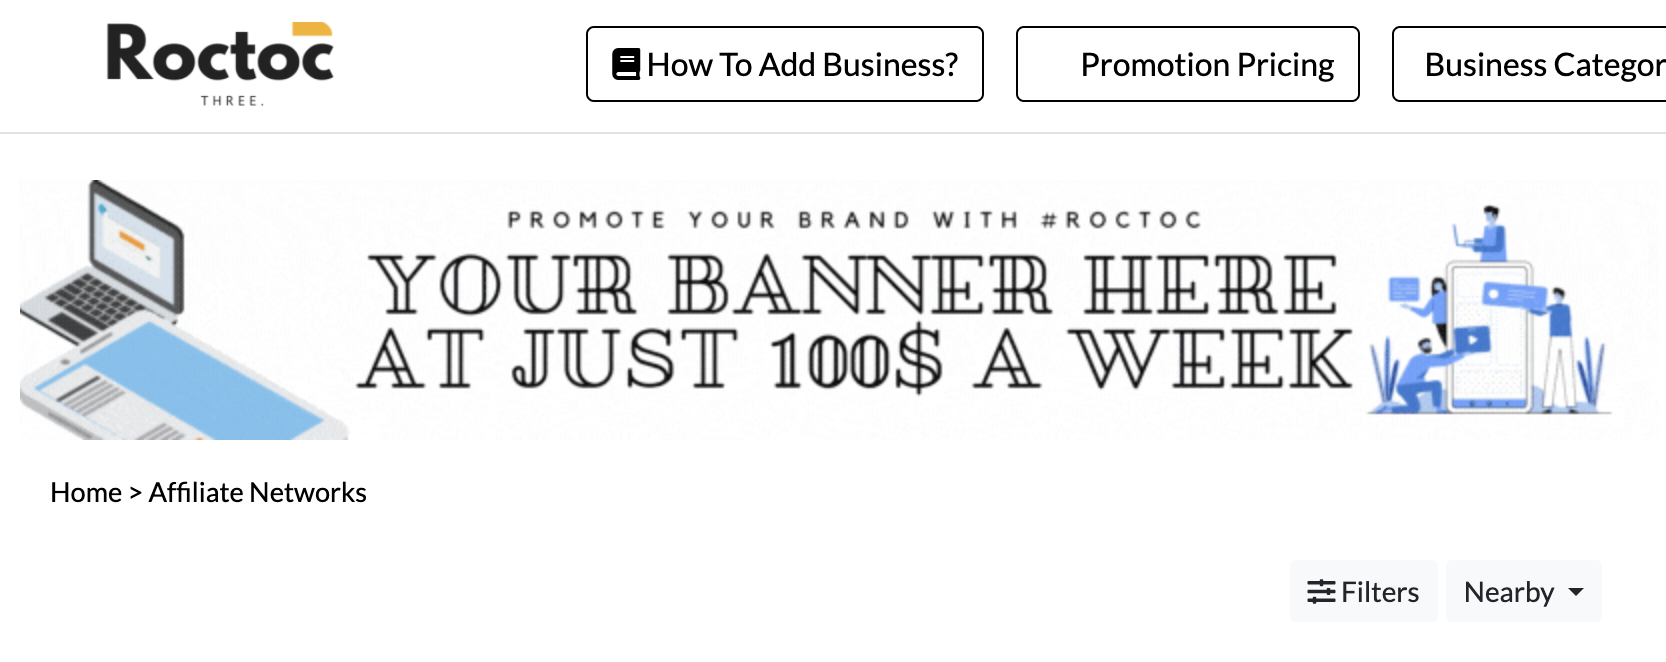 Roctoc
THREE.
How To Add Business?
Promotion Pricing
Business Categor
PROMOTE YOUR BRAND WITH #ROCTOC
YOUR BANNER HERE
AT JUST 100$ A WEEK
Home > Affiliate Networks
Filters
Nearby